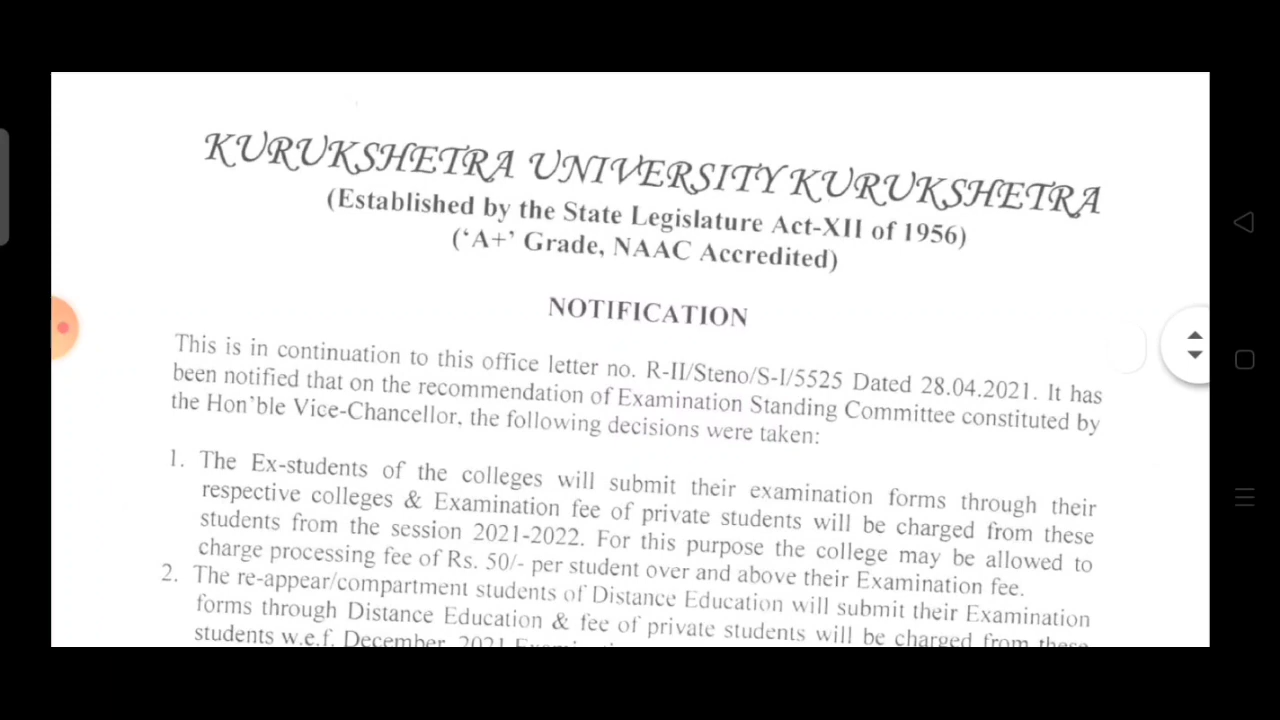 KURUKSHETRA UNIVERSITY KURUKSHETRA
(Established by the State Legislature Act-XII of 1956)
(‘A+’ Grade, NAAC Accredited)
NOTIFICATION
This is in continuation to this office letter no. R-II/Steno/S-I/5525 Dated 28.04.2021. It has
been notified that on the recommendation of Examination Standing Committee constituted by
the Hon’ble Vice-Chancellor, the following decisions were taken:
1. The Ex-students of the colleges will submit their examination forms through their
respective colleges & Examination fee of private students will be charged from these
students from the session 2021-2022. For this purpose the college may be allowed to
charge processing fee of Rs. 50/- per student over and above their Examination fee.
2. The re-appear/compartment students of Distance Education will submit their Examination
forms through Distance Education & fee of private students will be charged from these
students w.e.f. December, 2021